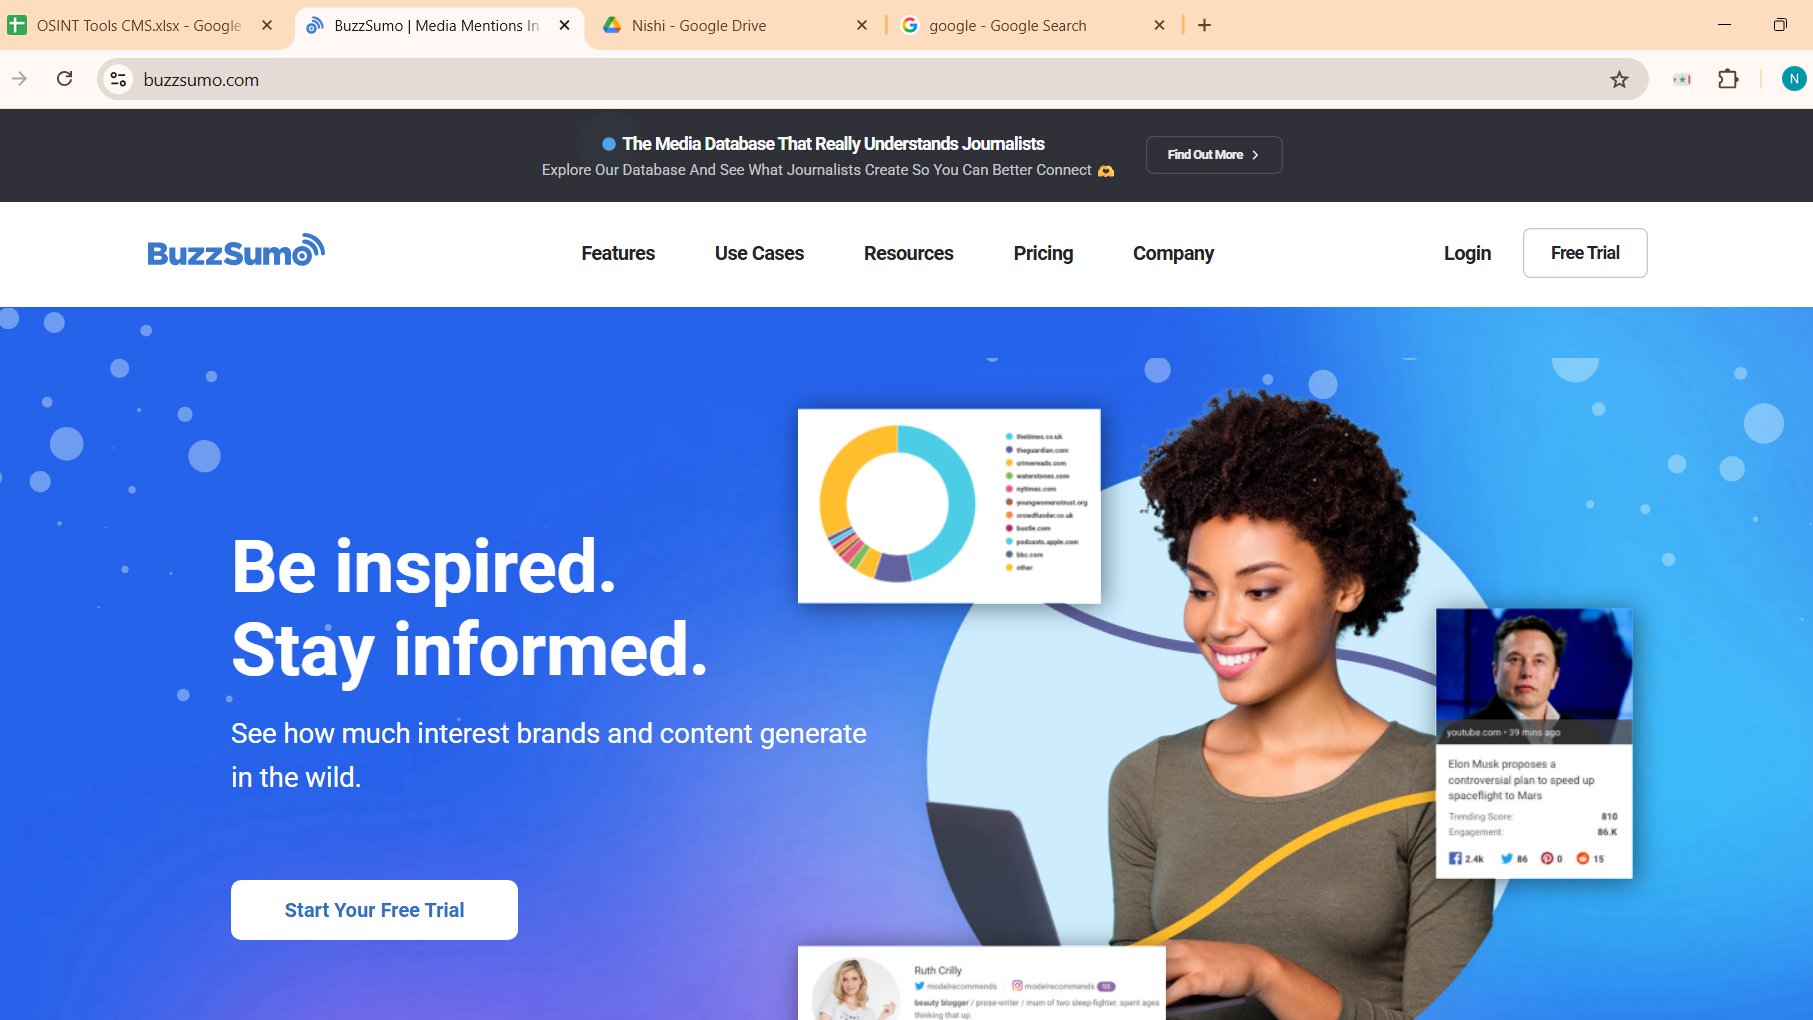 OSINT Tools CMS.xlsx - Google
BuzzSumo | Media Mentions In
Nishi - Google Drive
google - Google Search
buzzsumo.com
N
The Media Database That Really Understands Journalists
Explore Our Database And See What Journalists Create So You Can Better Connect 🫶
Find Out More
BuzzSumo
Features
Use Cases
Resources
Pricing
Company
Login
Free Trial
Be inspired.
Stay informed.
See how much interest brands and content generate
in the wild.
Start Your Free Trial
thetimes.co.uk
theguardian.com
crimereads.com
waterstones.com
nytimes.com
youngwomenstrust.org
crowdfunder.co.uk
bustle.com
podcasts.apple.com
bbc.com
other
youtube.com • 39 mins ago
Elon Musk proposes a
controversial plan to speed up
spaceflight to Mars
Trending Score: 810
Engagement: 86.K
2.4k 86 0 15
Ruth Crilly
modelrecommends modelrecommends 98
beauty blogger / prose-writer / mum of two sleep-fighter. spent ages
thinking that up.